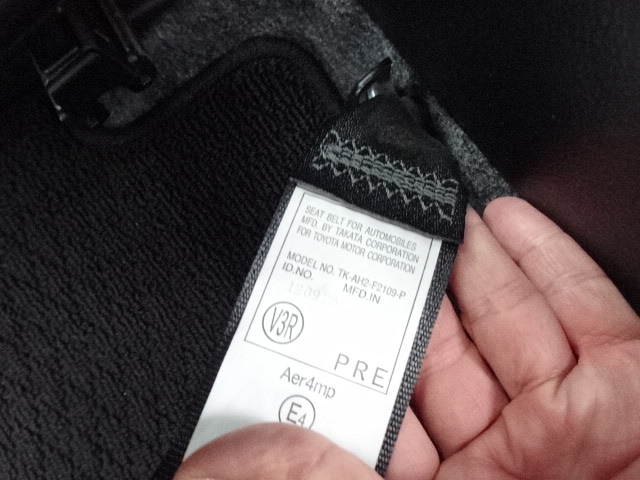 SEAT BELT FOR AUTOMOBILES
MFD. BY TAKATA CORPORATION
FOR TOYOTA MOTOR CORPORATION
MODEL NO. TK-AH2-F2109-P
ID.NO. MFD.IN
V3R
PRE
Aer4mp
E4